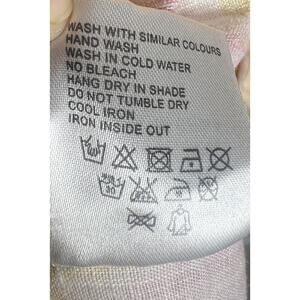 WASH WITH SIMILAR COLOURS
HAND WASH
WASH IN COLD WATER
NO BLEACH
HANG DRY IN SHADE
DO NOT TUMBLE DRY
COOL IRON
IRON INSIDE OUT